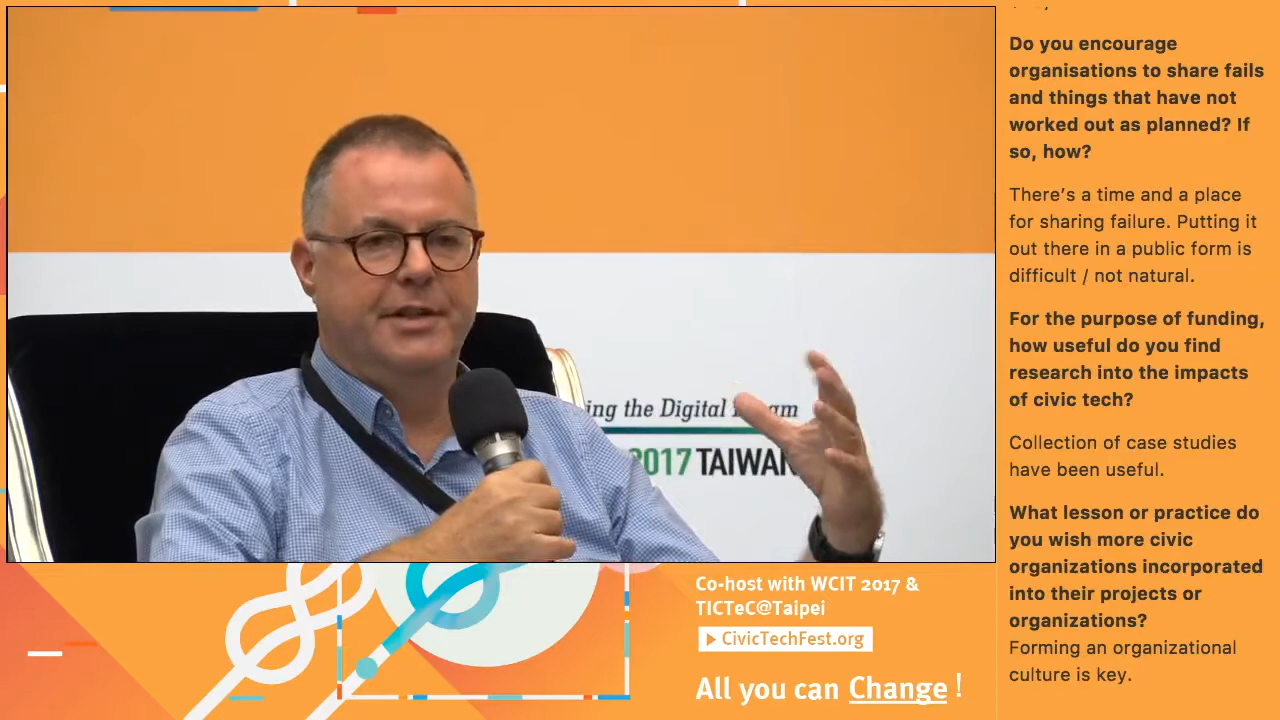 Do you encourage
organisations to share fails
and things that have not
worked out as planned? If
so, how?
There's a time and a place
for sharing failure. Putting it
out there in a public form is
difficult / not natural.
For the purpose of funding,
how useful do you find
research into the impacts
of civic tech?
Collection of case studies
have been useful.
What lesson or practice do
you wish more civic
organizations incorporated
into their projects or
organizations?
Forming an organizational
culture is key.
the Digital
2017 TAIWAN
Co-host with WCIT 2017 &
TICTeC@Taipei
CivicTechFest.org
All you can Change!